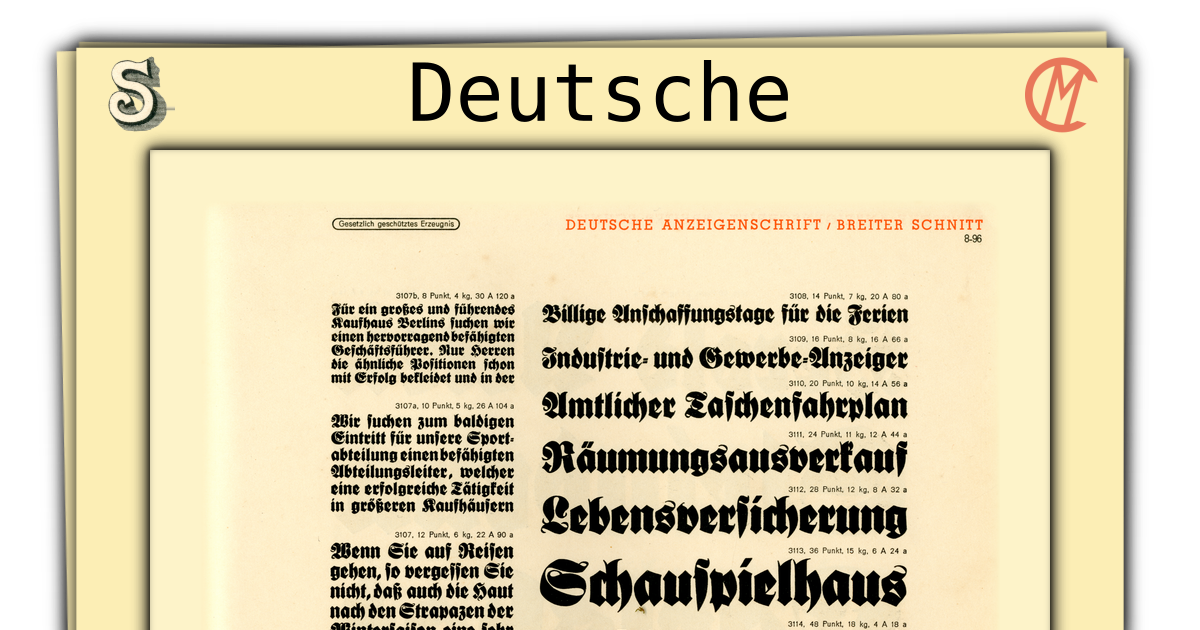 Deutsche
Gesetzlich geschütztes Erzeugnis
DEUTSCHE ANZEIGENSCHRIFT / BREITER SCHNITT
8-96
3107b, 8 Punkt, 4 kg, 30 A 120 a
Für ein großes und führendes
Kaufhaus Berlins suchen wir
einen hervorragend befähigten
Geschäftsführer. Nur Herren
die ähnliche Positionen schon
mit Erfolg bekleidet und in der
3107a, 10 Punkt, 5 kg, 26 A 104 a
Wir suchen zum baldigen
Eintritt für unsere Sport-
abteilung einen befähigten
Abteilungsleiter, welcher
eine erfolgreiche Tätigkeit
in größeren Kaufhäusern
3107, 12 Punkt, 6 kg, 22 A 90 a
Wenn Sie auf Reisen
gehen, so vergessen Sie
nicht, daß auch die Haut
nach den Strapazen der
Wintersaison eine sehr
3108, 14 Punkt, 7 kg, 20 A 80 a
Billige Anschaffungstage für die Ferien
3109, 16 Punkt, 8 kg, 16 A 66 a
Industrie- und Gewerbe-Anzeiger
3110, 20 Punkt, 10 kg, 14 A 56 a
Amtlicher Taschenfahrplan
3111, 24 Punkt, 11 kg, 12 A 44 a
Räumungsausverkauf
3112, 28 Punkt, 12 kg, 8 A 32 a
Lebensversicherung
3113, 36 Punkt, 15 kg, 6 A 24 a
Schauspielhaus
3114, 48 Punkt, 18 kg, 4 A 18 a